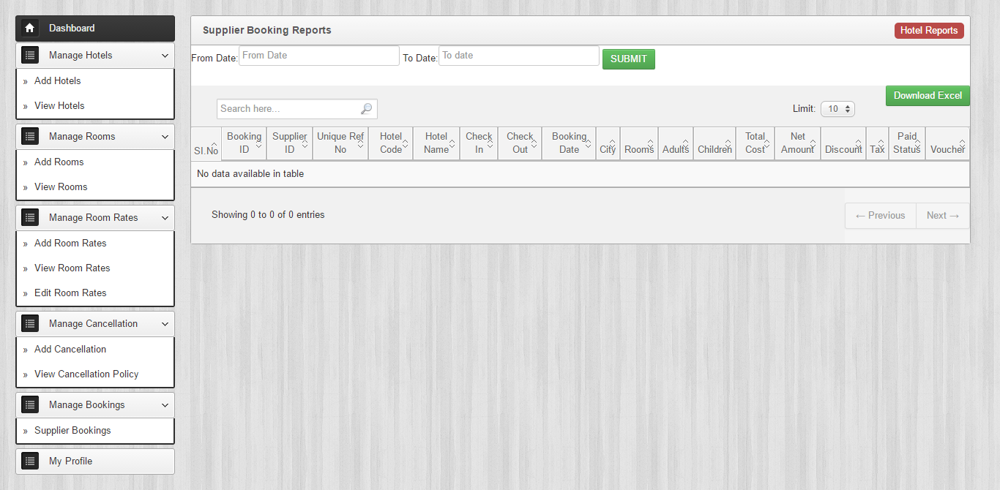 Dashboard
Manage Hotels
» Add Hotels
» View Hotels
Manage Rooms
» Add Rooms
» View Rooms
Manage Room Rates
» Add Room Rates
» View Room Rates
» Edit Room Rates
Manage Cancellation
» Add Cancellation
» View Cancellation Policy
Manage Bookings
» Supplier Bookings
My Profile
Supplier Booking Reports
Hotel Reports
From Date: From Date To Date: To date SUBMIT
Download Excel
Search here... Limit: 10
SI.No
Booking ID
Supplier ID
Unique Ref No
Hotel Code
Hotel Name
Check In
Check Out
Booking Date
City
Rooms
Adults
Children
Total Cost
Net Amount
Discount
Tax
Paid Status
Voucher
No data available in table
Showing 0 to 0 of 0 entries
← Previous Next →